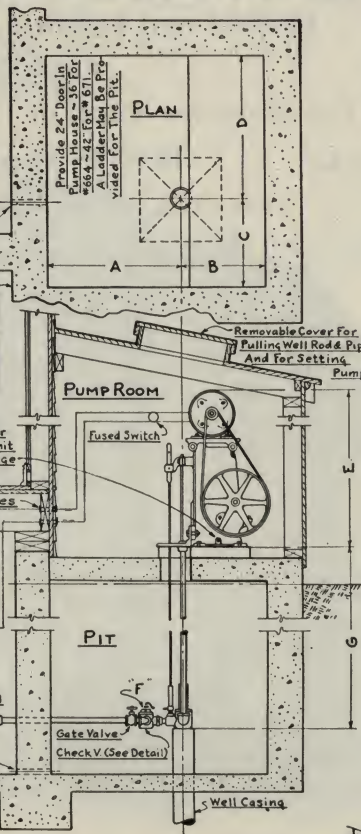 PLAN
Provide 24" Door In
Pump House ~ 36 For
#664 ~ 42 For #671.
A Ladder May Be Pro-
vided For The Pit.
D
C
A
B
Removable Cover For
Pulling Well Rod & Pip
And For Setting
Pump
PUMP ROOM
Fused Switch
E
PIT
G
"F"
Gate Valve
Check V. (See Detail)
Well Casing